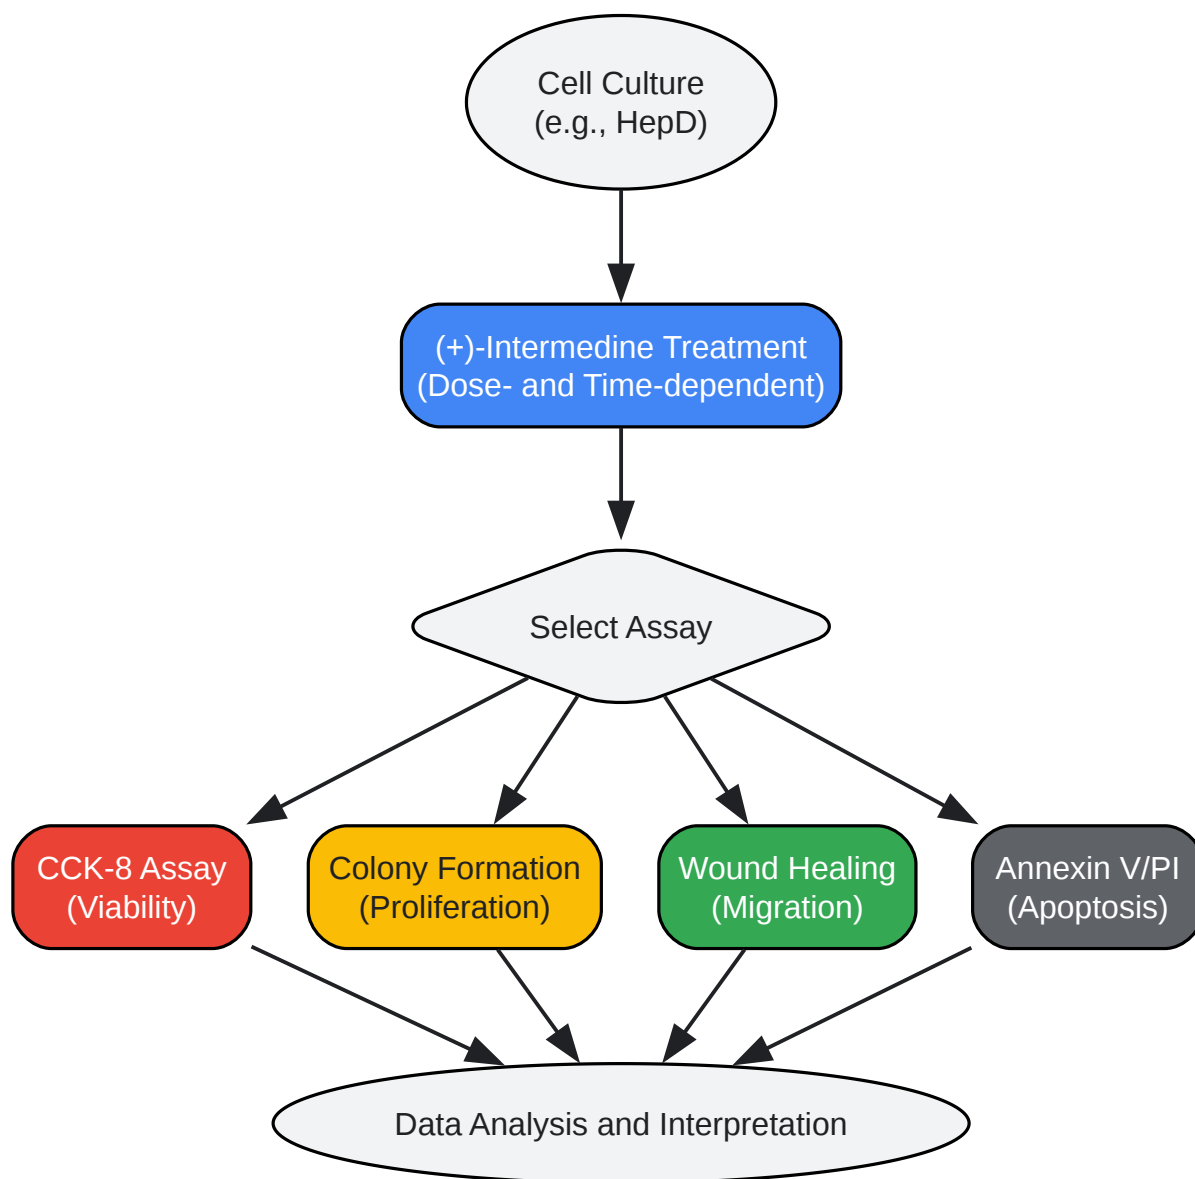 Cell Culture
(e.g., HepD)
(+)-Intermedine Treatment
(Dose- and Time-dependent)
Select Assay
CCK-8 Assay
(Viability)
Colony Formation
(Proliferation)
Wound Healing
(Migration)
Annexin V/PI
(Apoptosis)
Data Analysis and Interpretation